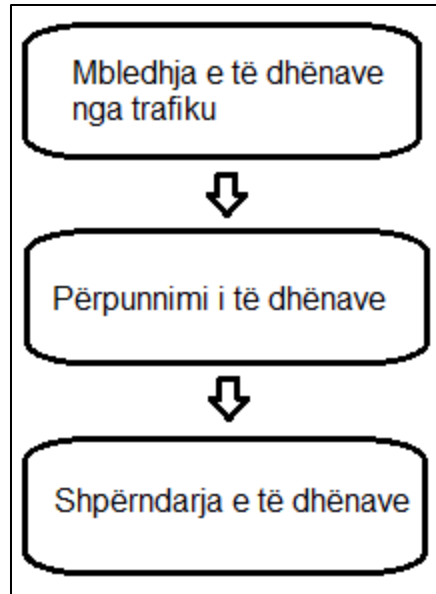 Mbledhja e të dhënave
nga trafiku
Përpunnimi i të dhënave
Shpërndarja e të dhënave